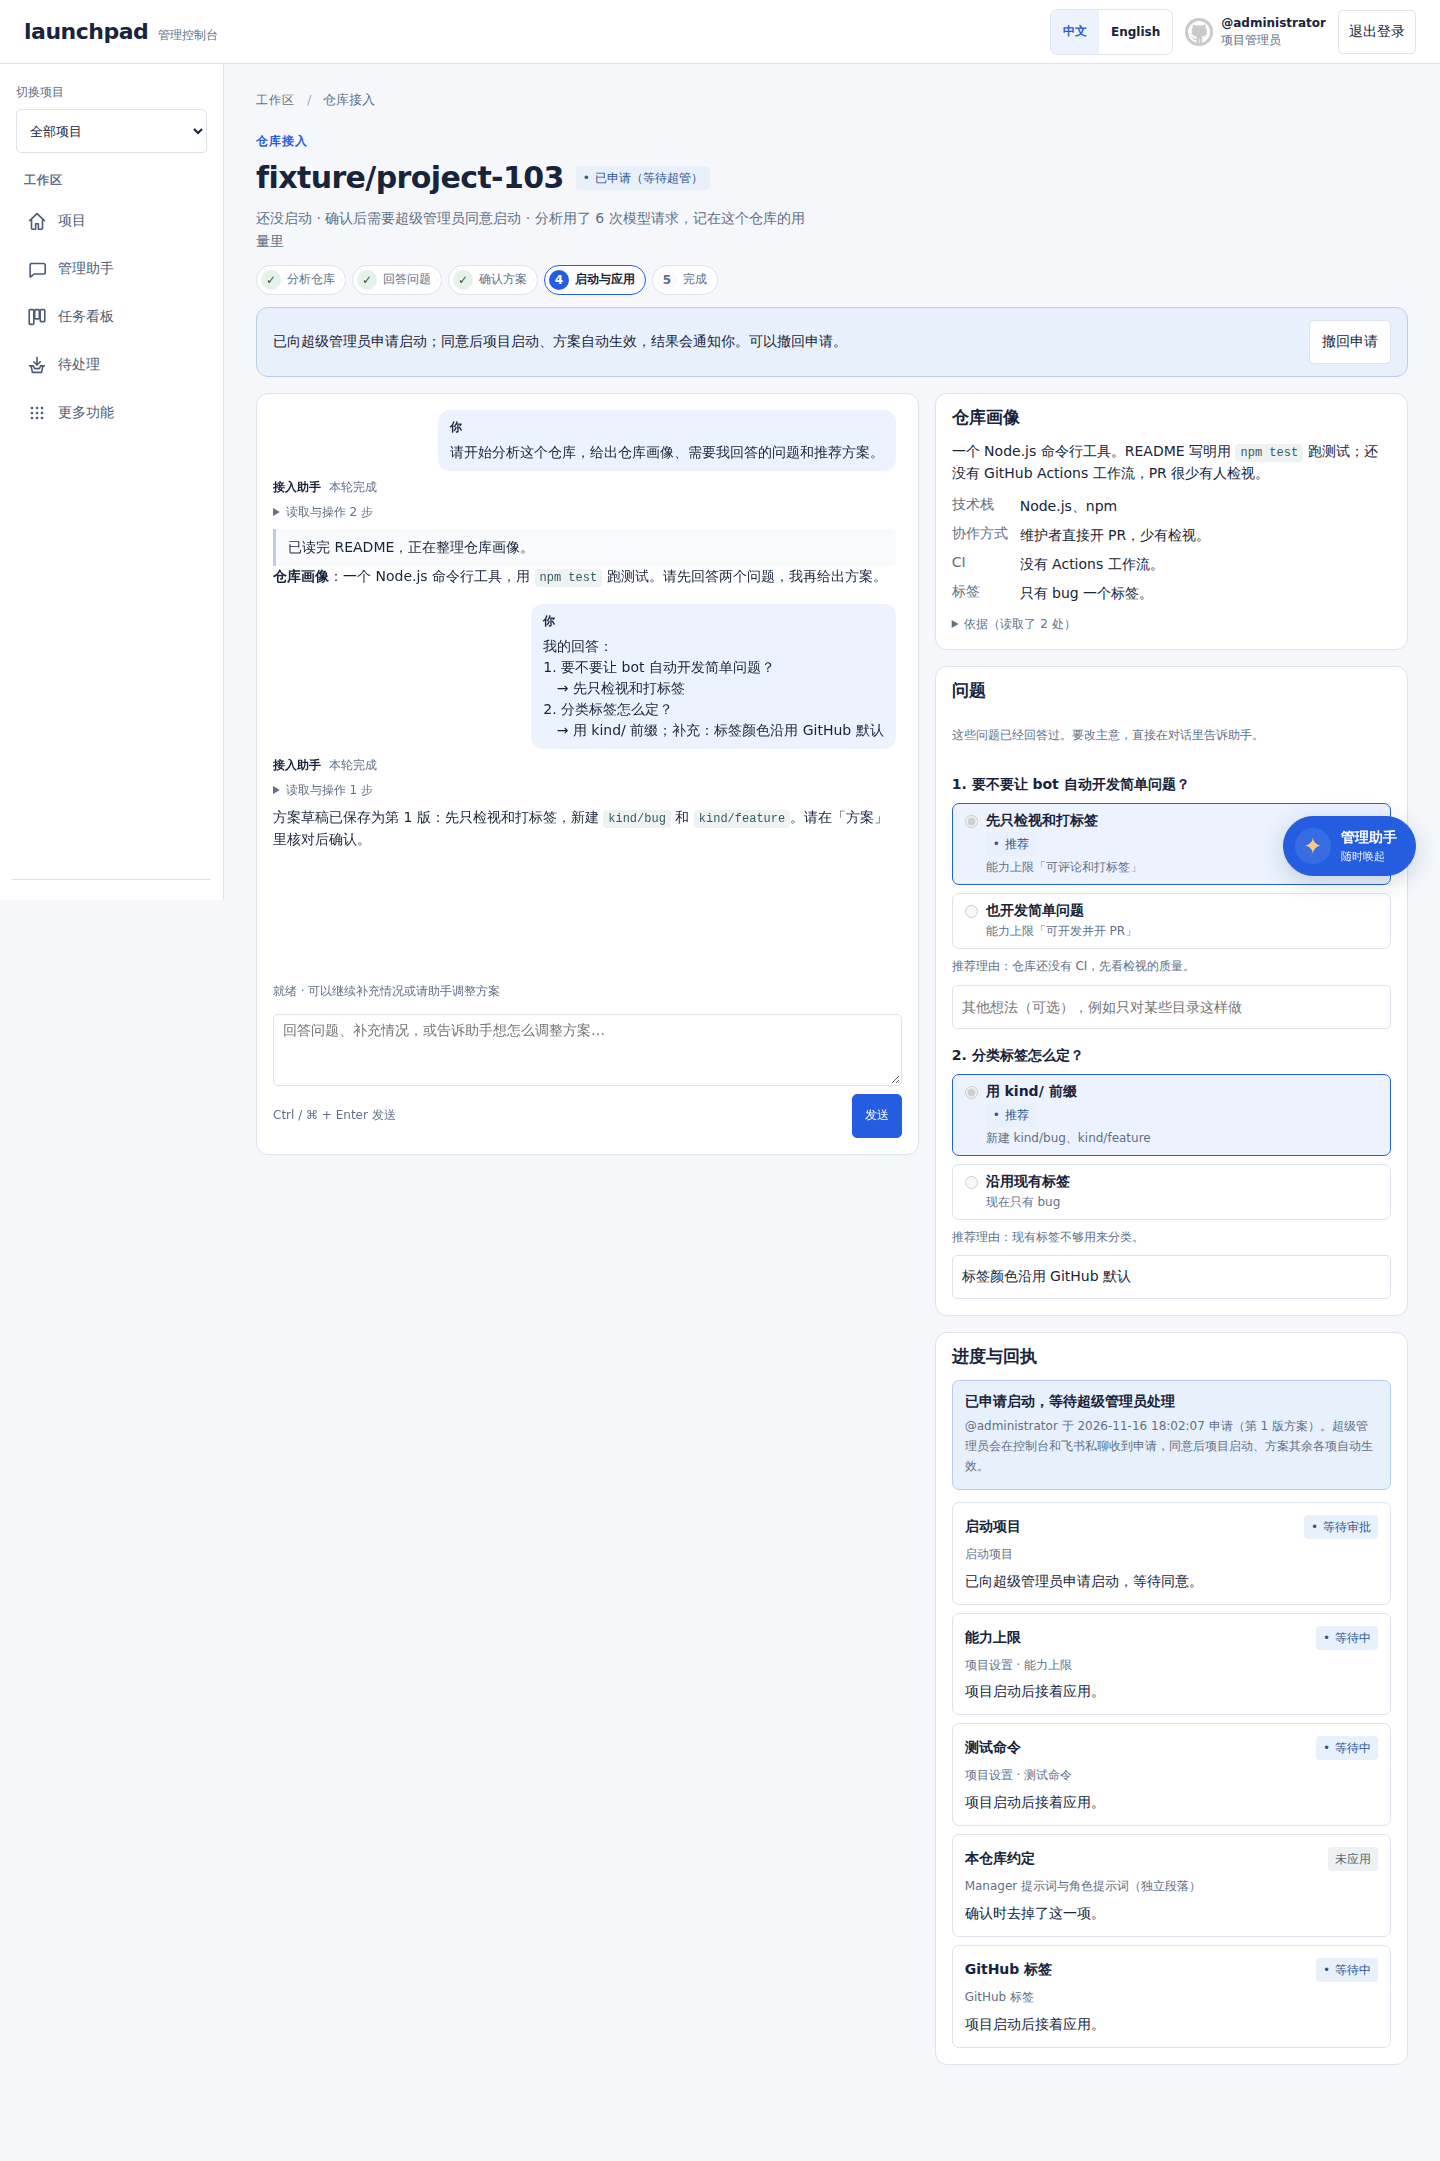 launchpad 管理控制台
中文 English
@administrator
项目管理员
退出登录
切换项目
全部项目
工作区
项目
管理助手
任务看板
待处理
更多功能
工作区 / 仓库接入
仓库接入
fixture/project-103 • 已申请（等待超管）
还没启动 · 确认后需要超级管理员同意启动 · 分析用了 6 次模型请求，记在这个仓库的用
量里
✓ 分析仓库 ✓ 回答问题 ✓ 确认方案 4 启动与应用 5 完成
已向超级管理员申请启动；同意后项目启动、方案自动生效，结果会通知你。可以撤回申请。
撤回申请
你
请开始分析这个仓库，给出仓库画像、需要我回答的问题和推荐方案。
接入助手 本轮完成
▶ 读取与操作 2 步
已读完 README，正在整理仓库画像。
仓库画像：一个 Node.js 命令行工具，用 npm test 跑测试。请先回答两个问题，我再给出方案。
你
我的回答：
1. 要不要让 bot 自动开发简单问题？
→ 先只检视和打标签
2. 分类标签怎么定？
→ 用 kind/ 前缀；补充：标签颜色沿用 GitHub 默认
接入助手 本轮完成
▶ 读取与操作 1 步
方案草稿已保存为第 1 版：先只检视和打标签，新建 kind/bug 和 kind/feature。请在「方案」
里核对后确认。
就绪 · 可以继续补充情况或请助手调整方案
回答问题、补充情况，或告诉助手想怎么调整方案…
Ctrl / ⌘ + Enter 发送
发送
仓库画像
一个 Node.js 命令行工具。README 写明用 npm test 跑测试；还
没有 GitHub Actions 工作流，PR 很少有人检视。
技术栈 Node.js、npm
协作方式 维护者直接开 PR，少有检视。
CI 没有 Actions 工作流。
标签 只有 bug 一个标签。
▶ 依据（读取了 2 处）
问题
这些问题已经回答过。要改主意，直接在对话里告诉助手。
1. 要不要让 bot 自动开发简单问题？
先只检视和打标签
• 推荐
能力上限「可评论和打标签」
管理助手
随时唤起
也开发简单问题
能力上限「可开发并开 PR」
推荐理由：仓库还没有 CI，先看检视的质量。
其他想法（可选），例如只对某些目录这样做
2. 分类标签怎么定？
用 kind/ 前缀
• 推荐
新建 kind/bug、kind/feature
沿用现有标签
现在只有 bug
推荐理由：现有标签不够用来分类。
标签颜色沿用 GitHub 默认
进度与回执
已申请启动，等待超级管理员处理
@administrator 于 2026-11-16 18:02:07 申请（第 1 版方案）。超级管
理员会在控制台和飞书私聊收到申请，同意后项目启动、方案其余各项自动生
效。
启动项目 • 等待审批
启动项目
已向超级管理员申请启动，等待同意。
能力上限 • 等待中
项目设置 · 能力上限
项目启动后接着应用。
测试命令 • 等待中
项目设置 · 测试命令
项目启动后接着应用。
本仓库约定 未应用
Manager 提示词与角色提示词（独立段落）
确认时去掉了这一项。
GitHub 标签 • 等待中
GitHub 标签
项目启动后接着应用。